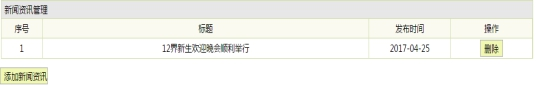 新闻资讯管理
序号 标题 发布时间 操作
1 12界新生欢迎晚会顺利举行 2017-04-25 删除
添加新闻资讯